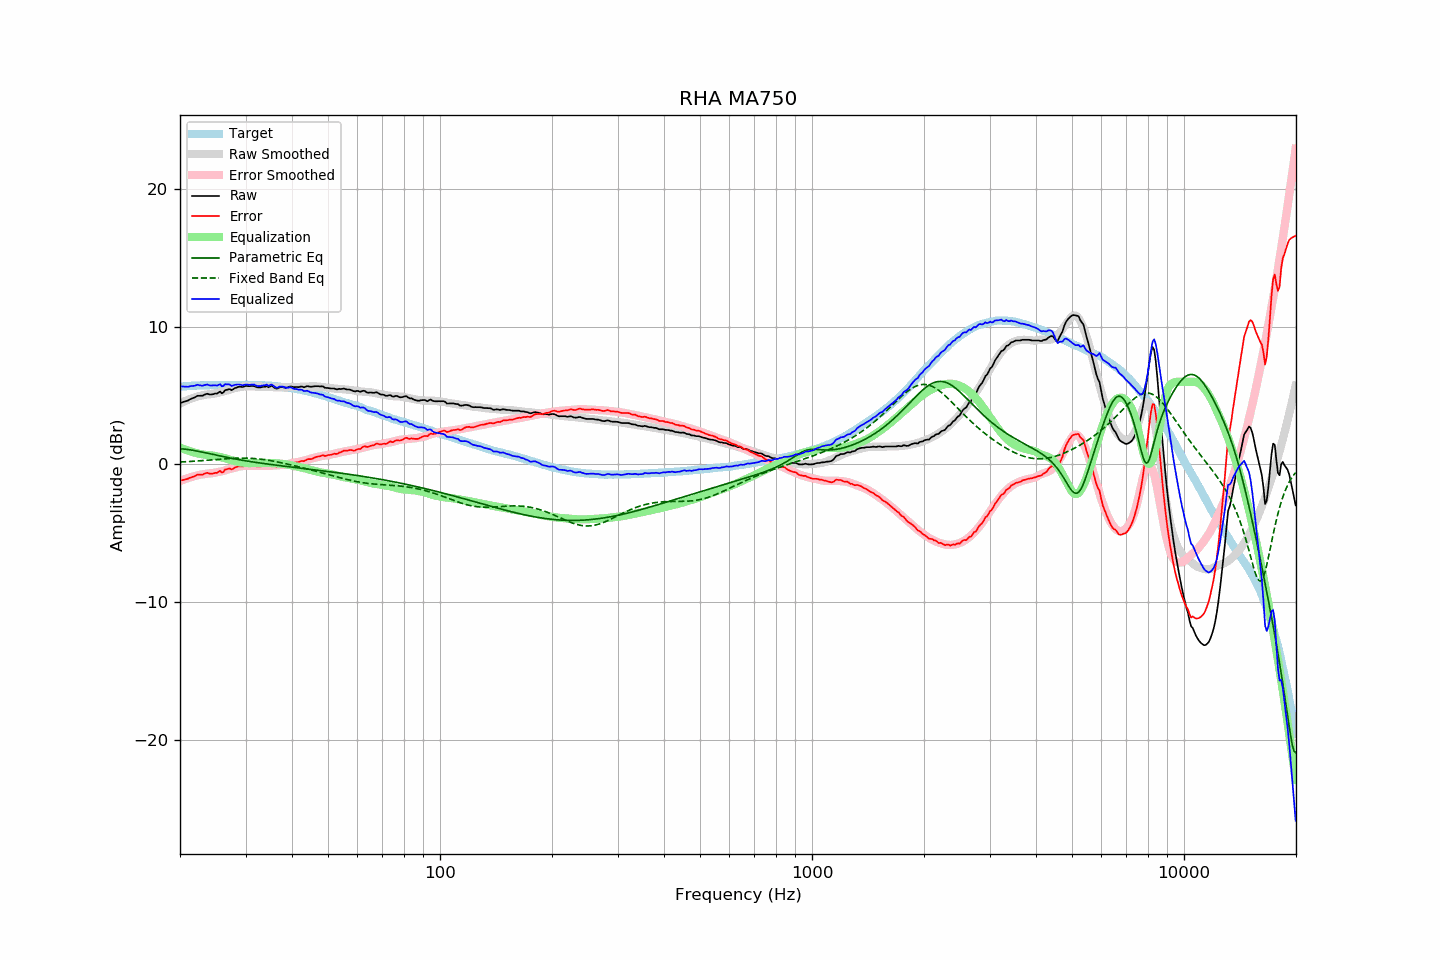 RHA MA750
Target
Raw Smoothed
Error Smoothed
Raw
Error
Equalization
Parametric Eq
Fixed Band Eq
Equalized
20
10
0
−10
−20
Amplitude (dBr)
100
1000
10000
Frequency (Hz)